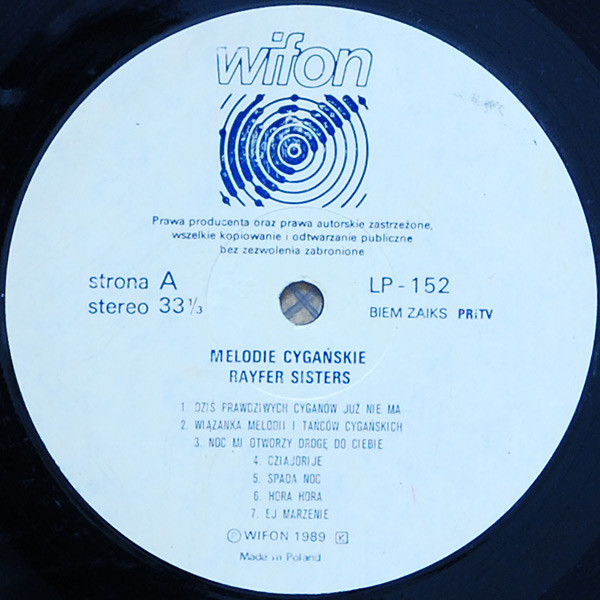 wifon
Prawa producenta oraz prawa autorskie zastrzeżone,
wszelkie kopiowanie i odtwarzanie publiczne
bez zezwolenia zabronione
strona A
stereo 33 1/3
LP - 152
BIEM ZAIKS PRiTV
MELODIE CYGAŃSKIE
RAYFER SISTERS
1 DZIŚ PRAWDZIWYCH CYGANÓW JUŻ NIE MA
2. WIĄZANKA MELODII I TAŃCÓW CYGAŃSKICH
3. NOC MI OTWORZY DROGĘ DO CIEBIE
4. CZIAJORIJE
5. SPADA NOC
6. HORA HORA
7. EJ MARZENIE
© WIFON 1989 K
Made in Poland